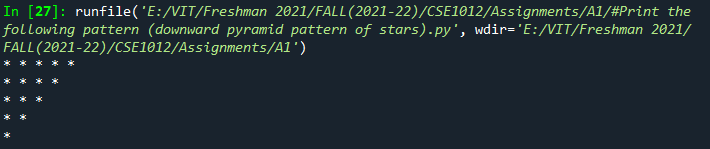 In [27]: runfile('E:/VIT/Freshman 2021/FALL(2021-22)/CSE1012/Assignments/A1/#Print the
following pattern (downward pyramid pattern of stars).py', wdir='E:/VIT/Freshman 2021/
FALL(2021-22)/CSE1012/Assignments/A1')
* * * * *
* * * *
* * *
* *
*